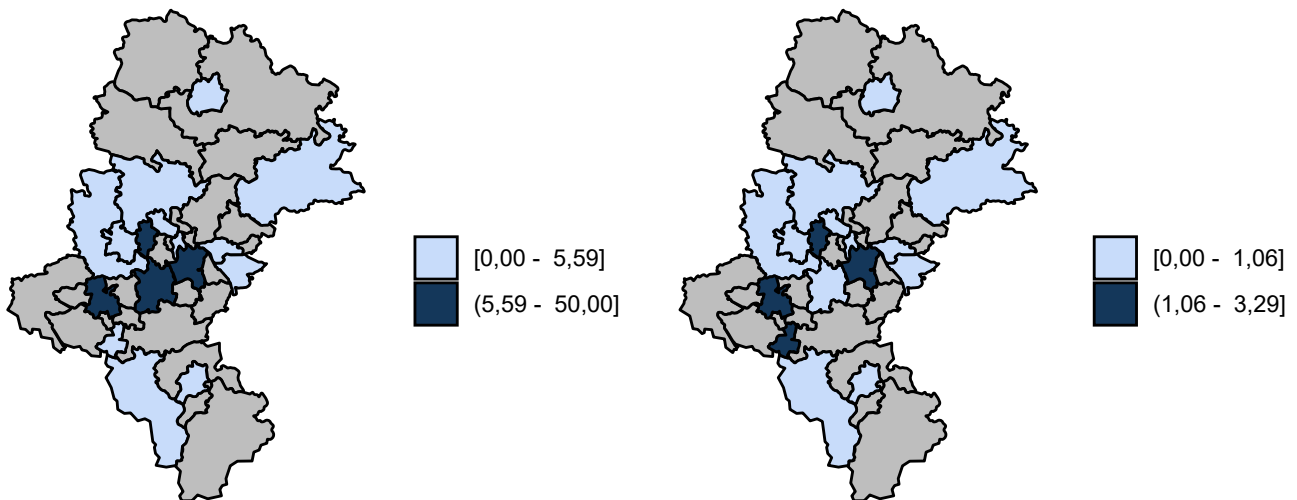 [0,00 - 5,59]
(5,59 - 50,00]
[0,00 - 1,06]
(1,06 - 3,29]